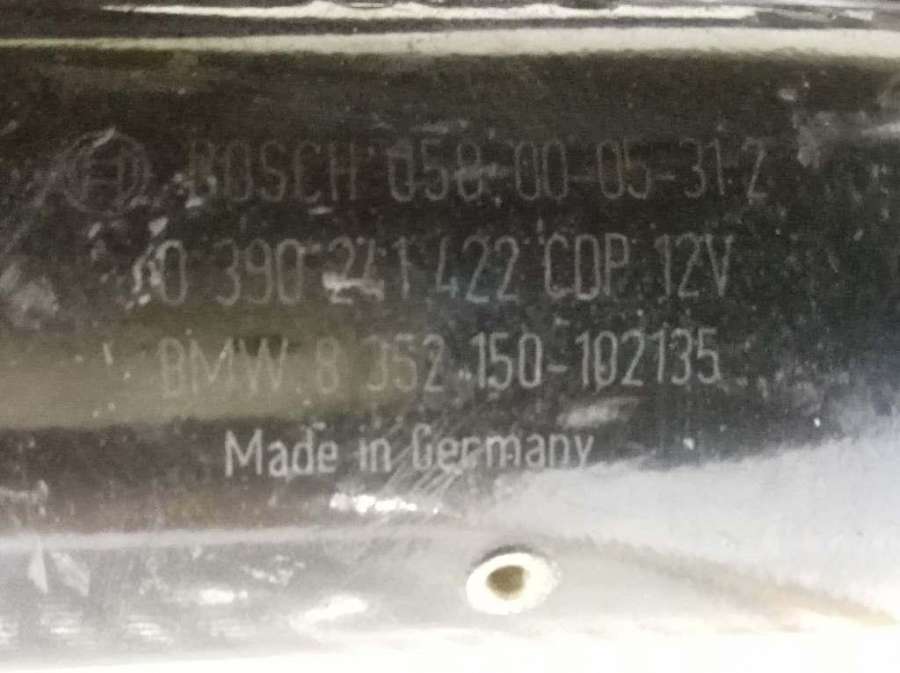 BOSCH 058 00-05-31 2
0 390 241 422 CDP 12V
BMW 8 352 150-102135
Made in Germany